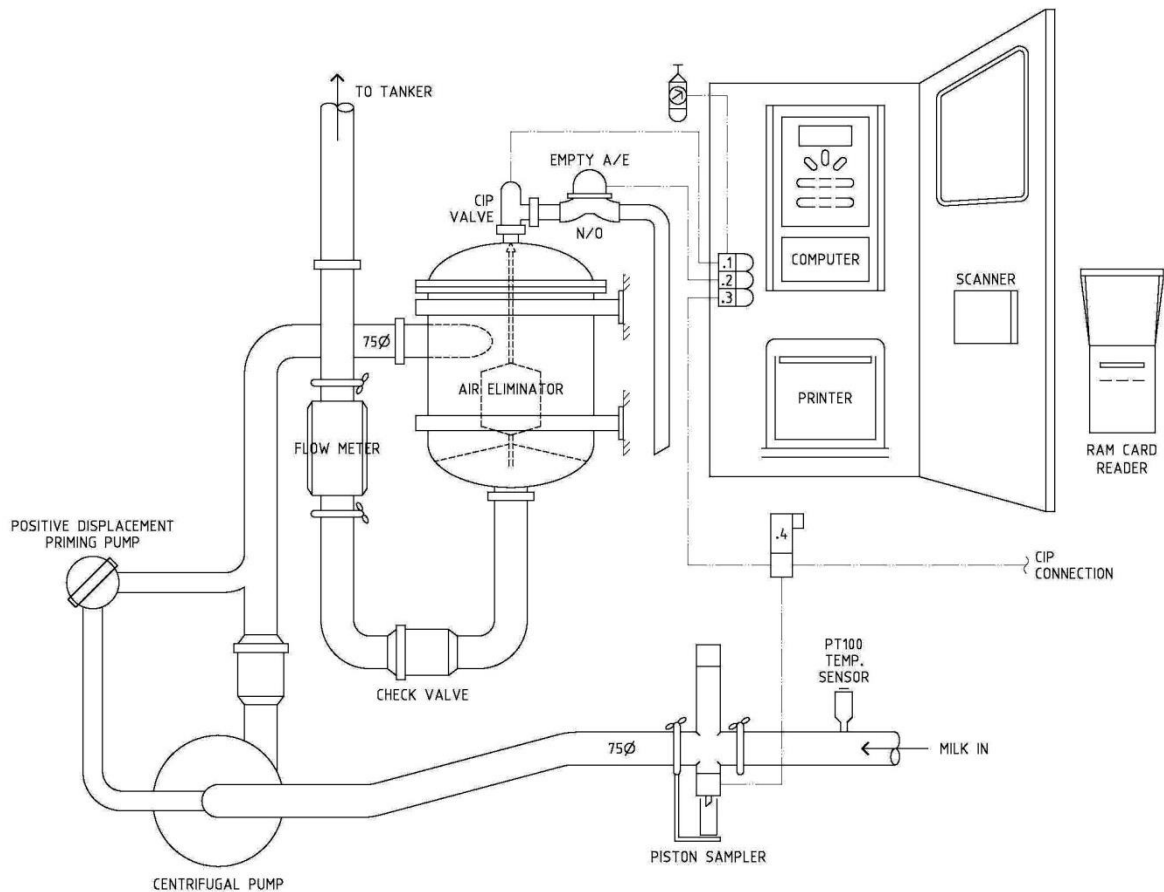 TO TANKER
EMPTY A/E
CIP
VALVE
N/O
.1
.2
.3
COMPUTER
SCANNER
75Ø
AIR ELIMINATOR
PRINTER
FLOW METER
RAM CARD
READER
POSITIVE DISPLACEMENT
PRIMING PUMP
.4
CIP
CONNECTION
CHECK VALVE
PT100
TEMP.
SENSOR
75Ø
MILK IN
PISTON SAMPLER
CENTRIFUGAL PUMP